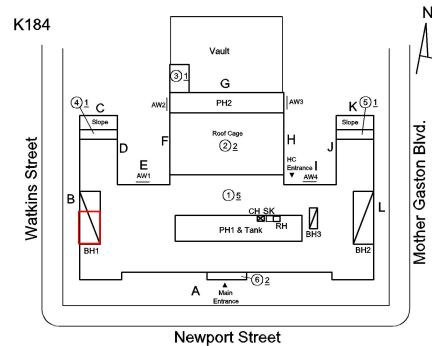 K184
N
Vault
③ 1
G
C
K
④ 1
⑤ 1
AW2
PH2
AW3
Slope
Slope
D
F
Roof Cage
② 2
H
J
E
AW1
HC
Entrance
I
AW4
Watkins Street
Mother Gaston Blvd.
B
① 5
L
CH SK
RH
PH1 & Tank
BH3
BH1
BH2
⑥ 2
A
Main
Entrance
Newport Street